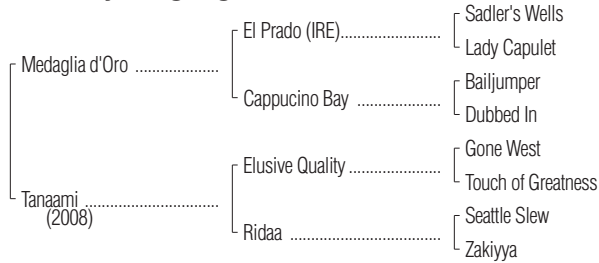 Sadler's Wells
El Prado (IRE)....................
Lady Capulet
Medaglia d'Oro ..................
Bailjumper
Cappucino Bay ..................
Dubbed In
Gone West
Elusive Quality ....................
Touch of Greatness
Tanaami .............................
(2008)
Seattle Slew
Ridaa .................................
Zakiyya